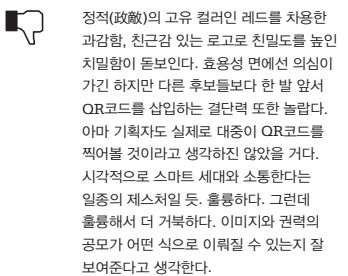 정적(政敵)의 고유 컬러인 레드를 차용한
과감함, 친근감 있는 로고로 친밀도를 높인
치밀함이 돋보인다. 효용성 면에선 의심이
가긴 하지만 다른 후보들보다 한 발 앞서
QR코드를 삽입하는 결단력 또한 놀랍다.
아마 기획자도 실제로 대중이 QR코드를
찍어볼 것이라고 생각하진 않았을 거다.
시각적으로 스마트 세대와 소통한다는
일종의 제스처일 듯. 훌륭하다. 그런데
훌륭해서 더 거북하다. 이미지와 권력의
공모가 어떤 식으로 이뤄질 수 있는지 잘
보여준다고 생각한다.